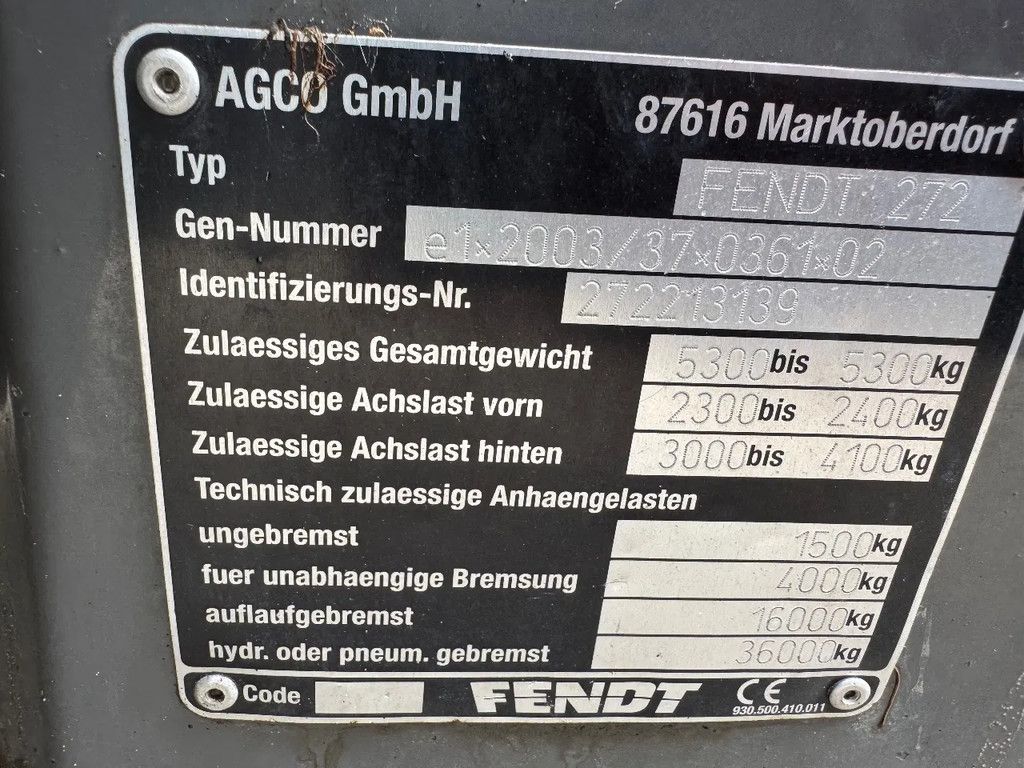 AGCO GmbH 87616 Marktoberdorf
Typ FENDT 272
Gen-Nummer e1*2003/37*0361*02
Identifizierungs-Nr. 272213139
Zulaessiges Gesamtgewicht 5300 bis 5300 kg
Zulaessige Achslast vorn 2300 bis 2400 kg
Zulaessige Achslast hinten 3000 bis 4100 kg
Technisch zulaessige Anhaengelasten
ungebremst 1500 kg
fuer unabhaengige Bremsung 4000 kg
auflaufgebremst 16000 kg
hydr. oder pneum. gebremst 36000 kg
Code FENDT CE
930.500.410.011